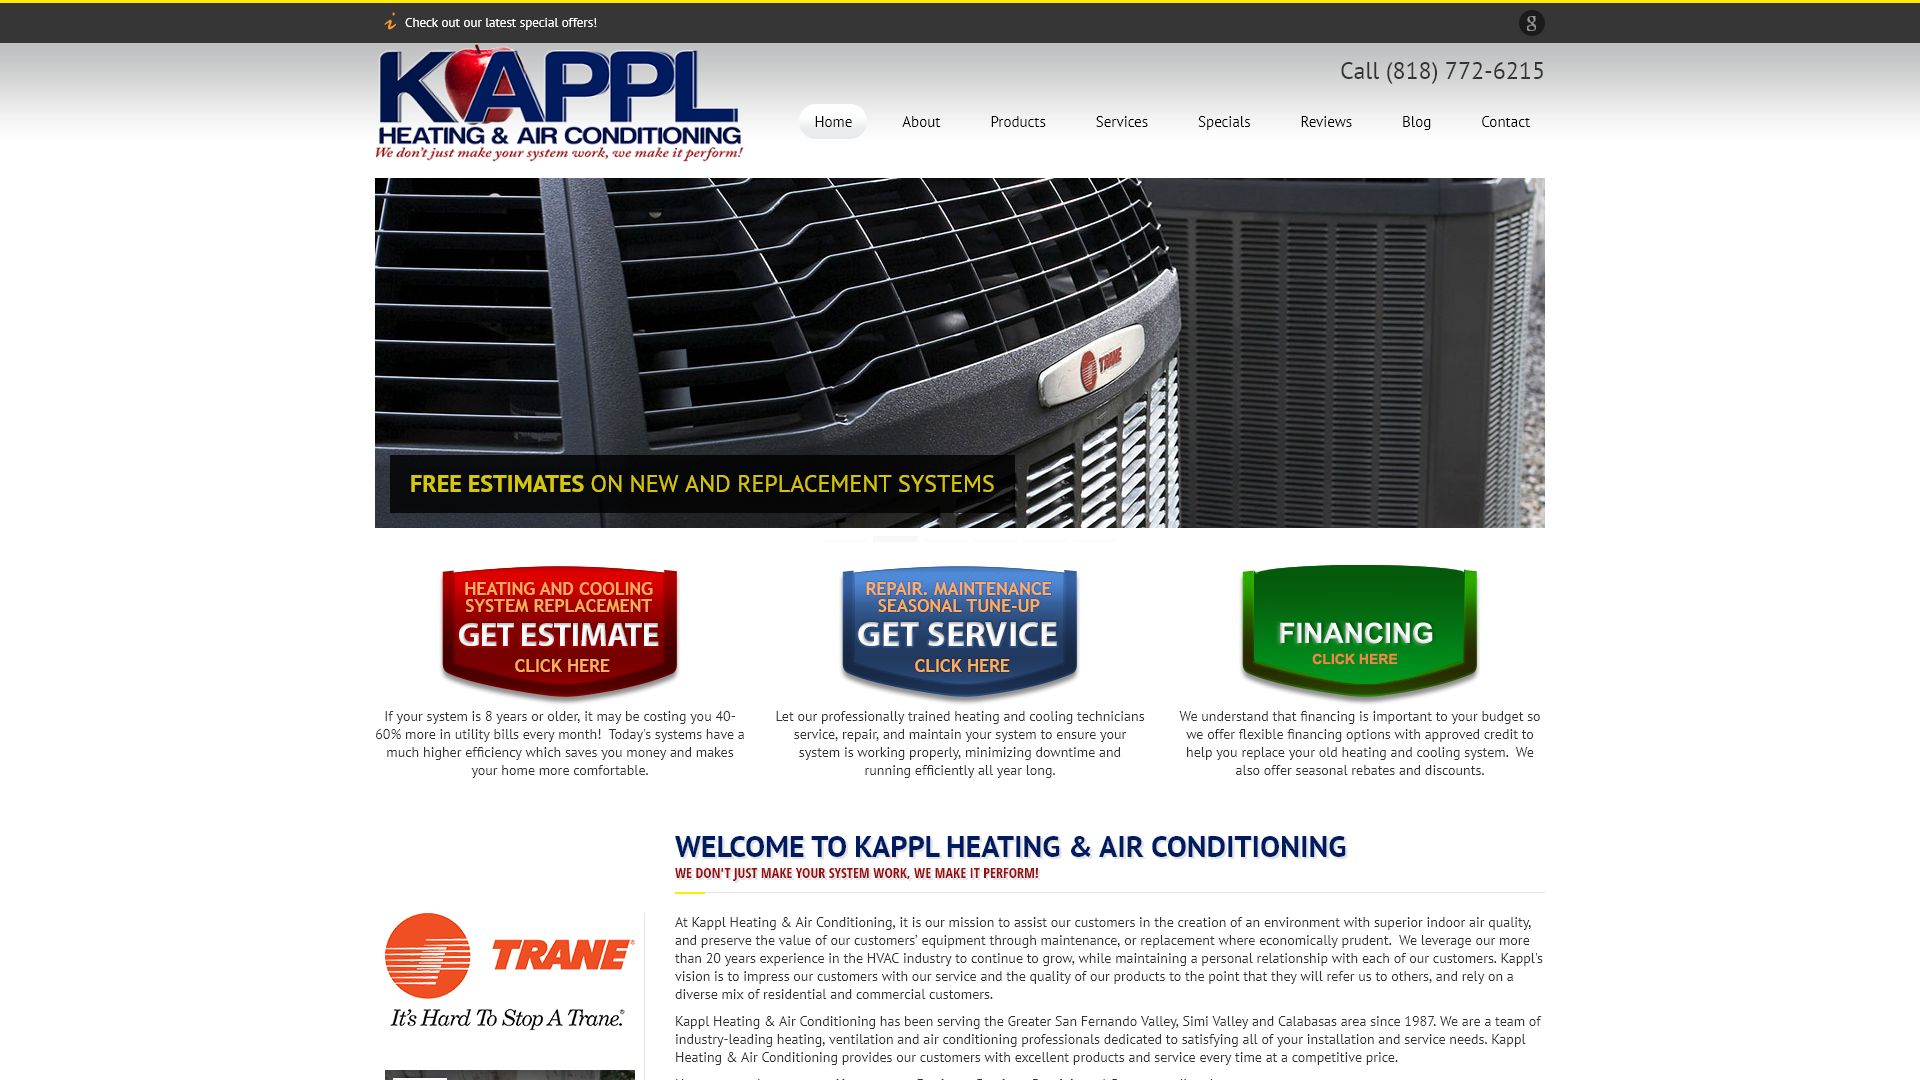 Check out our latest special offers!
g
KAPPL
HEATING & AIR CONDITIONING
We don't just make your system work, we make it perform!
Call (818) 772-6215
Home
About
Products
Services
Specials
Reviews
Blog
Contact
TRANE
FREE ESTIMATES ON NEW AND REPLACEMENT SYSTEMS
HEATING AND COOLING
SYSTEM REPLACEMENT
GET ESTIMATE
CLICK HERE
If your system is 8 years or older, it may be costing you 40-
60% more in utility bills every month! Today's systems have a
much higher efficiency which saves you money and makes
your home more comfortable.
REPAIR. MAINTENANCE
SEASONAL TUNE-UP
GET SERVICE
CLICK HERE
Let our professionally trained heating and cooling technicians
service, repair, and maintain your system to ensure your
system is working properly, minimizing downtime and
running efficiently all year long.
FINANCING
CLICK HERE
We understand that financing is important to your budget so
we offer flexible financing options with approved credit to
help you replace your old heating and cooling system. We
also offer seasonal rebates and discounts.
WELCOME TO KAPPL HEATING & AIR CONDITIONING
WE DON'T JUST MAKE YOUR SYSTEM WORK, WE MAKE IT PERFORM!
TRANE
It's Hard To Stop A Trane.
At Kappl Heating & Air Conditioning, it is our mission to assist our customers in the creation of an environment with superior indoor air quality,
and preserve the value of our customers’ equipment through maintenance, or replacement where economically prudent. We leverage our more
than 20 years experience in the HVAC industry to continue to grow, while maintaining a personal relationship with each of our customers. Kappl's
vision is to impress our customers with our service and the quality of our products to the point that they will refer us to others, and rely on a
diverse mix of residential and commercial customers.
Kappl Heating & Air Conditioning has been serving the Greater San Fernando Valley, Simi Valley and Calabasas area since 1987. We are a team of
industry-leading heating, ventilation and air conditioning professionals dedicated to satisfying all of your installation and service needs. Kappl
Heating & Air Conditioning provides our customers with excellent products and service every time at a competitive price.